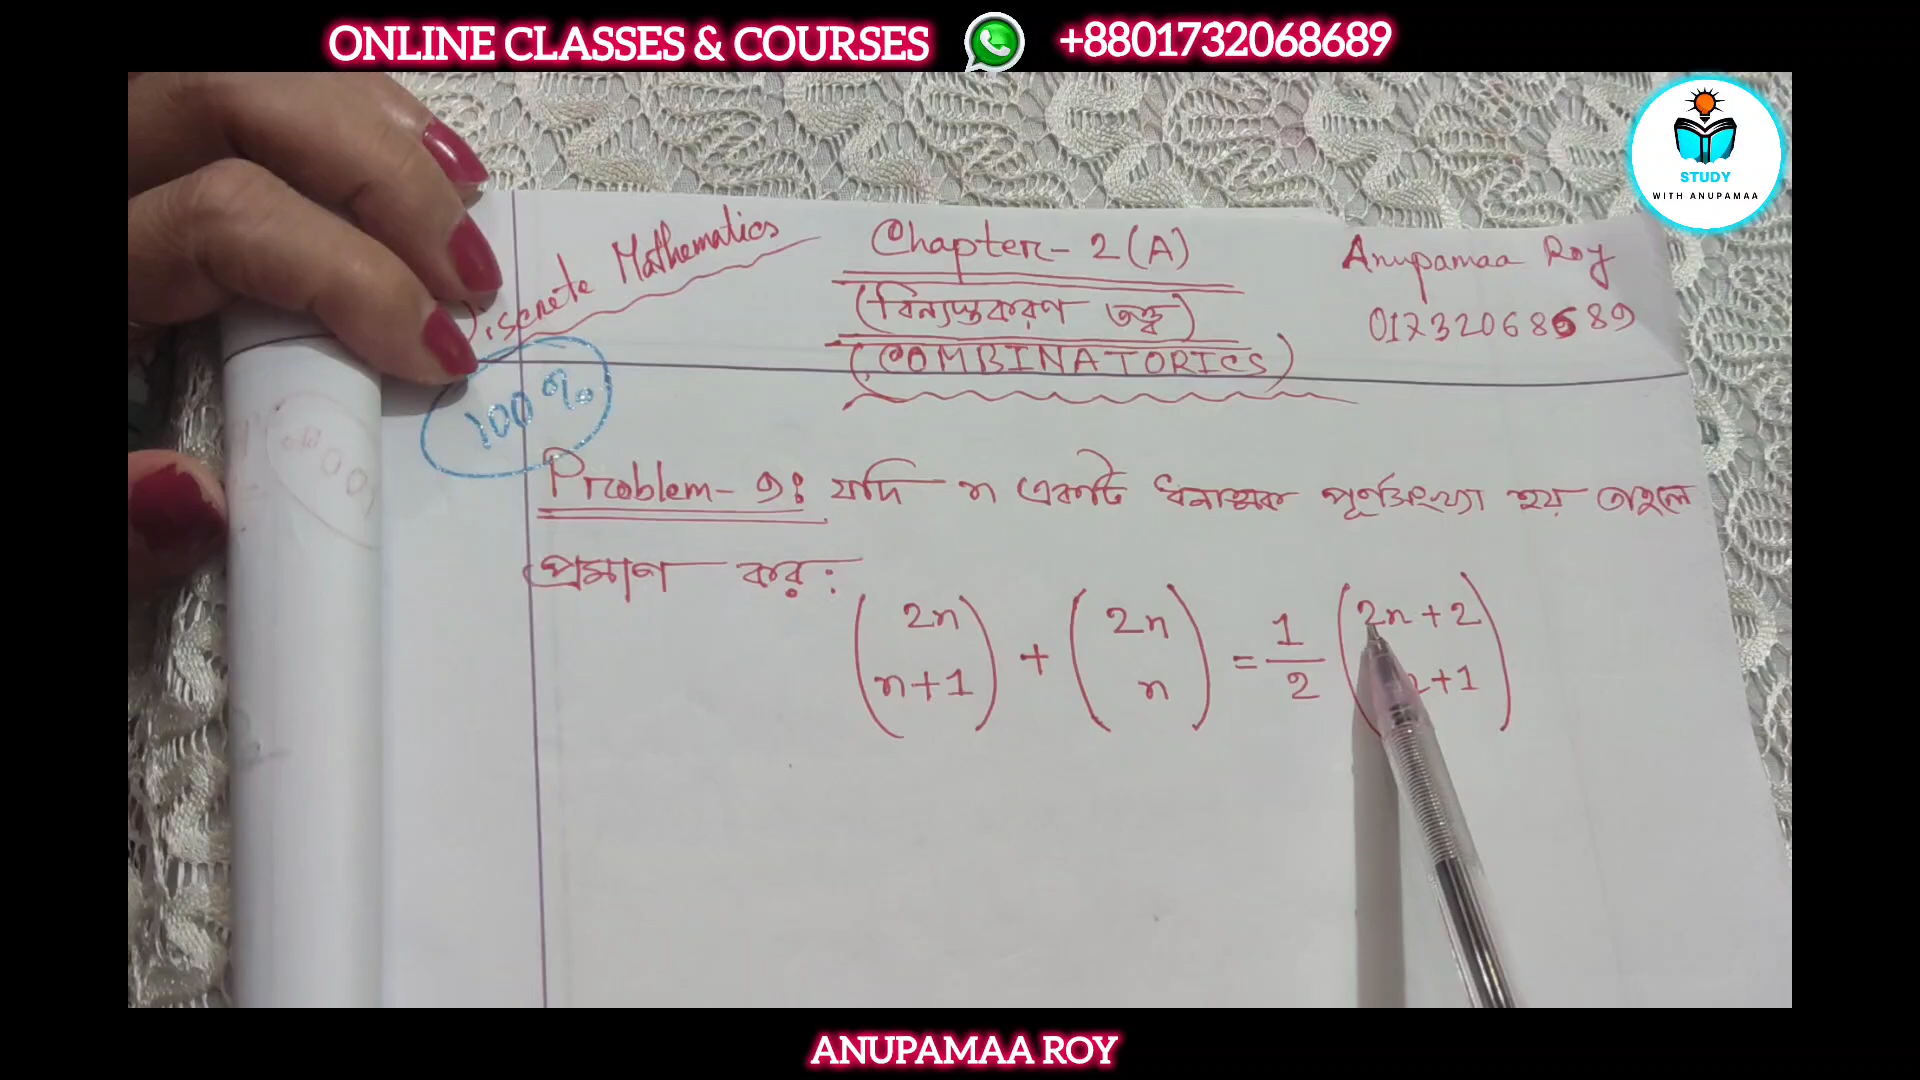 ONLINE CLASSES & COURSES +8801732068689
STUDY
WITH ANUPAMAA
Discrete Mathematics
Chapter- 2 (A)
(বিন্যস্তকরণ তত্ত্ব)
(COMBINATORICS)
Anupamaa Roy
01732068689
100%
Problem- ৩: যদি n একটি ধনাত্মক পূর্ণসংখ্যা হয় তাহলে
প্রমাণ কর:
(2n n+1) + (2n n) = 1/2 (2n+2 n+1)
ANUPAMAA ROY